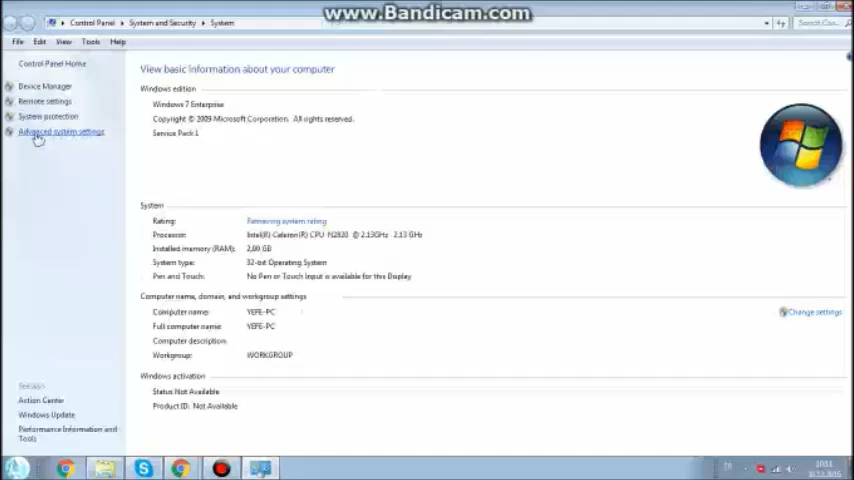 www.Bandicam.com
Control Panel
System and Security
System
File Edit View Tools Help
Control Panel Home
Device Manager
Remote settings
System protection
Advanced system settings
View basic information about your computer
Windows edition
Windows 7 Enterprise
Copyright © 2009 Microsoft Corporation. All rights reserved.
Service Pack 1
System
Rating: Retrieving system rating
Processor: Intel(R) Celeron(R) CPU N2820 @ 2.13GHz 2.13 GHz
Installed memory (RAM): 2,00 GB
System type: 32-bit Operating System
Pen and Touch: No Pen or Touch Input is available for this Display
Computer name, domain, and workgroup settings
Computer name: YEFE-PC
Change settings
Full computer name: YEFE-PC
Computer description:
Workgroup: WORKGROUP
Windows activation
Status Not Available
Product ID: Not Available
See also
Action Center
Windows Update
Performance Information and
Tools